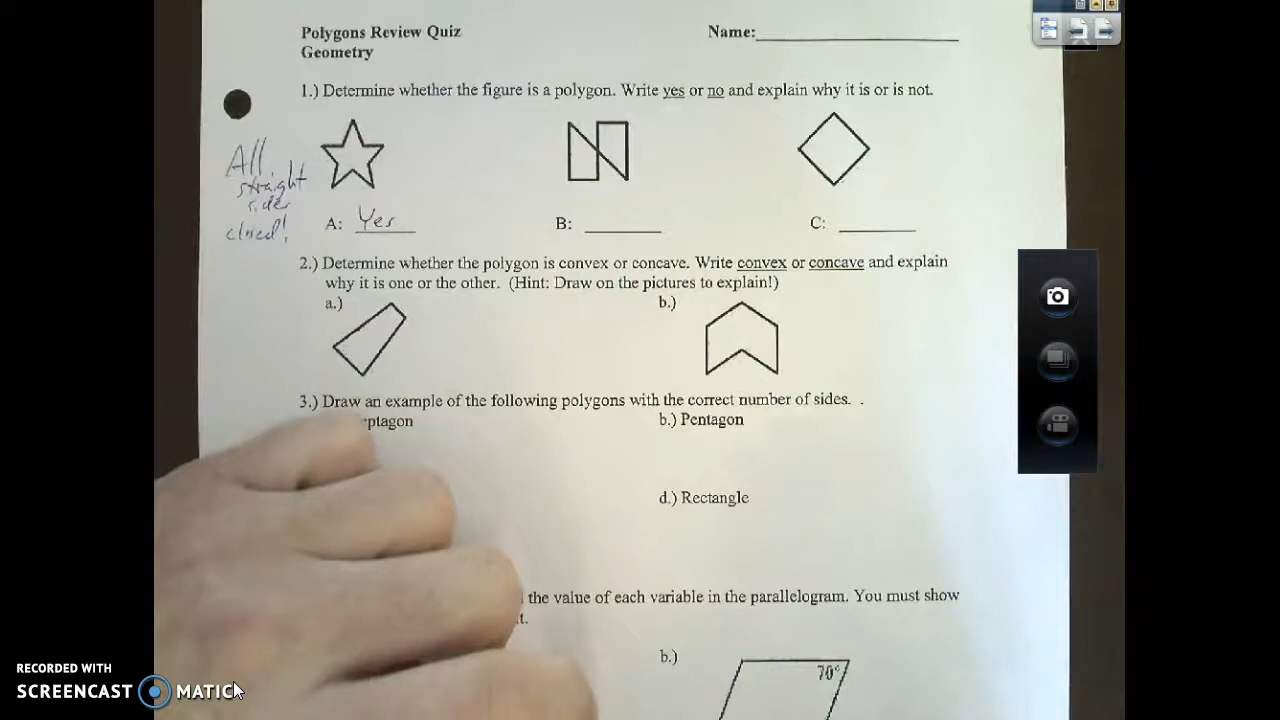 Polygons Review Quiz
Name:
Geometry
1.) Determine whether the figure is a polygon. Write yes or no and explain why it is or is not.
All
straight
sides
closed!
A: Yes
B:
C:
2.) Determine whether the polygon is convex or concave. Write convex or concave and explain
why it is one or the other. (Hint: Draw on the pictures to explain!)
a.)
b.)
3.) Draw an example of the following polygons with the correct number of sides. .
b.) Pentagon
d.) Rectangle
the value of each variable in the parallelogram. You must show
b.)
70°
RECORDED WITH
SCREENCAST MATIC